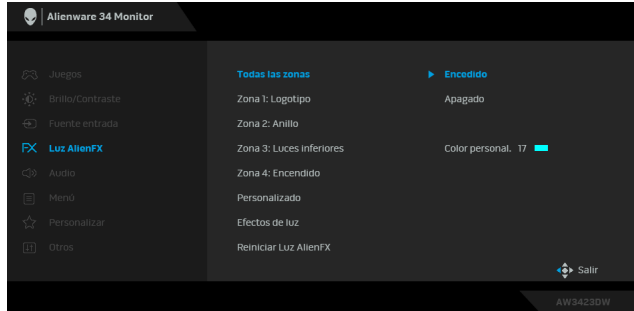 Alienware 34 Monitor
Juegos
Todas las zonas
Encedido
Brillo/Contraste
Zona 1: Logotipo
Apagado
Fuente entrada
Zona 2: Anillo
FX Luz AlienFX
Zona 3: Luces inferiores
Color personal. 17
Audio
Zona 4: Encendido
Menú
Personalizado
Personalizar
Efectos de luz
Otros
Reiniciar Luz AlienFX
Salir
AW3423DW